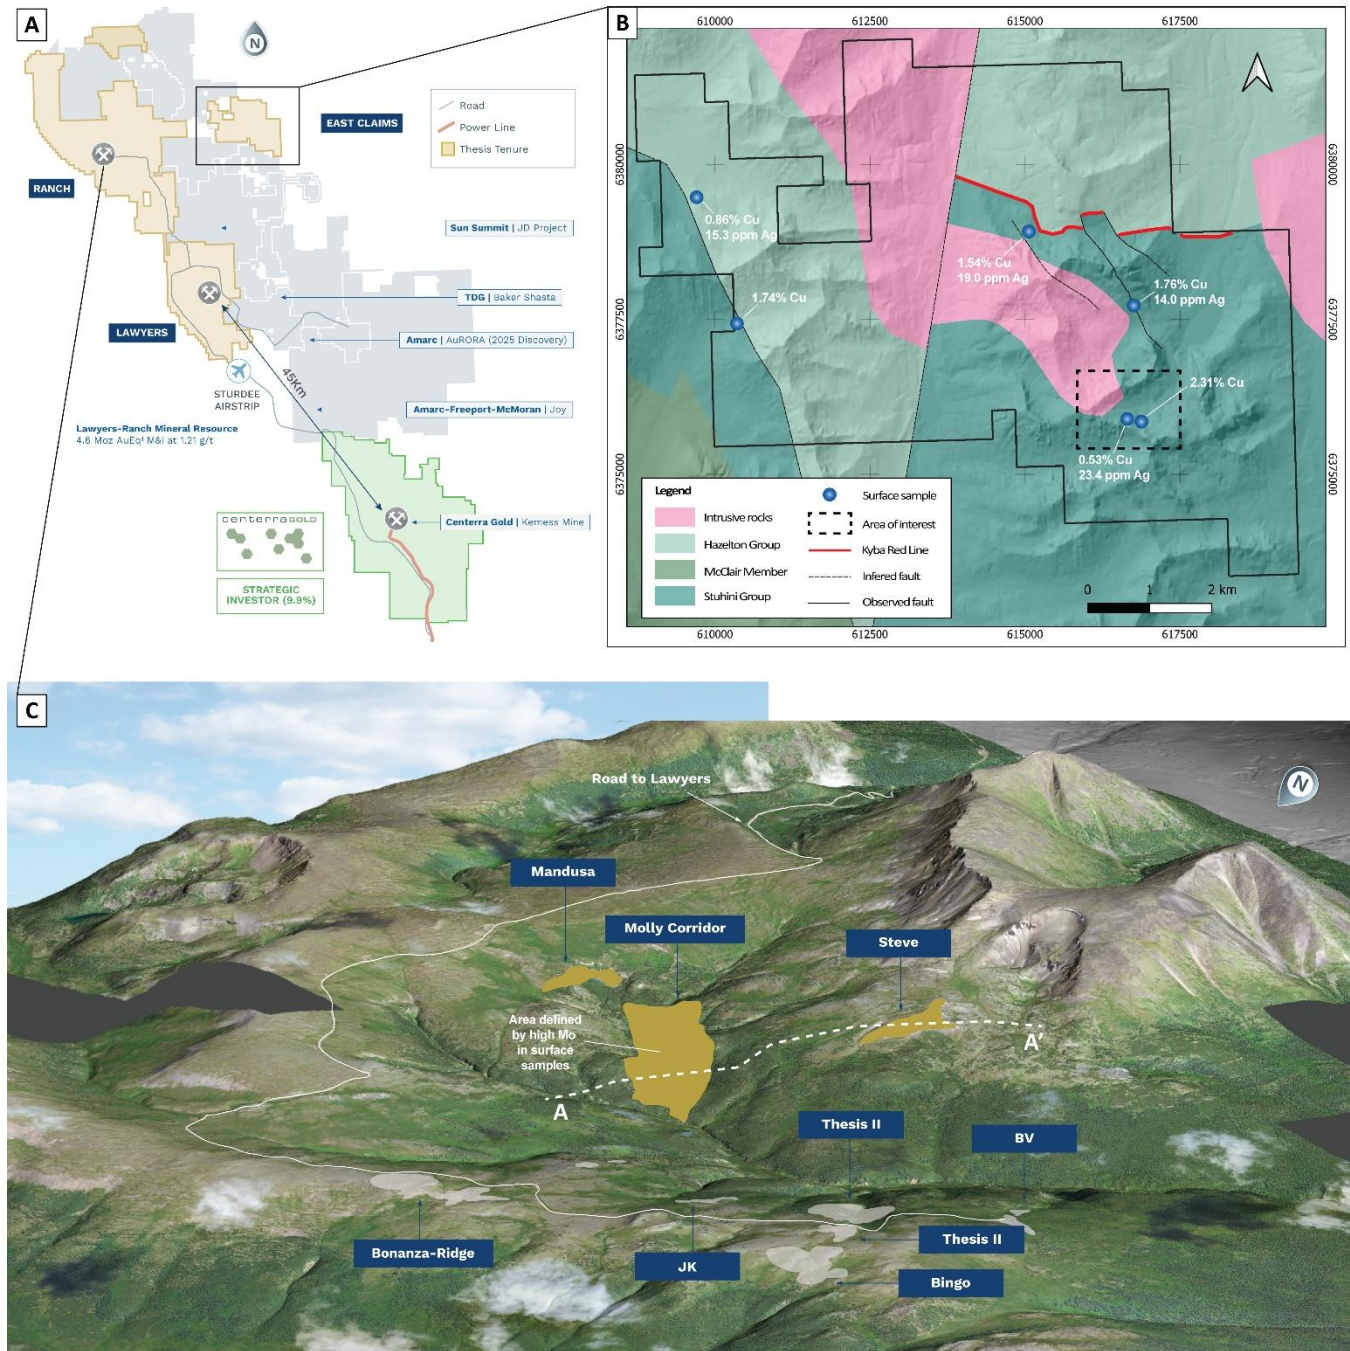 A
N
EAST CLAIMS
Road
Power Line
Thesis Tenure
RANCH
Sun Summit | JD Project
TDG | Baker Shasta
LAWYERS
Amarc | AuRORA (2025 Discovery)
STURDEE
AIRSTRIP
45Km
Amarc-Freeport-McMoran | Joy
Lawyers-Ranch Mineral Resource
4.6 Moz AuEq¹ M&I at 1.21 g/t
Centerra Gold | Kemess Mine
centerraGOLD
STRATEGIC
INVESTOR (9.9%)
B
610000
612500
615000
617500
6380000
6380000
6377500
6377500
6375000
6375000
0.86% Cu
15.3 ppm Ag
1.54% Cu
19.0 ppm Ag
1.76% Cu
14.0 ppm Ag
1.74% Cu
2.31% Cu
0.53% Cu
23.4 ppm Ag
Legend
Intrusive rocks
Hazelton Group
McClair Member
Stuhini Group
Surface sample
Area of interest
Kyba Red Line
Infered fault
Observed fault
0 1 2 km
610000
612500
615000
617500
C
N
Road to Lawyers
Mandusa
Molly Corridor
Steve
Area defined
by high Mo
in surface
samples
A
A'
Thesis II
BV
Bonanza-Ridge
JK
Thesis II
Bingo